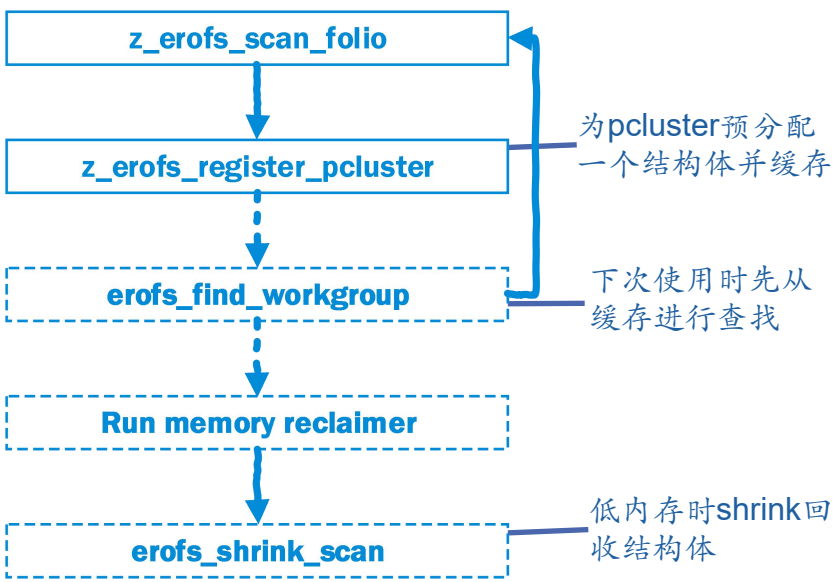 z_erofs_scan_folio
z_erofs_register_pcluster
为pcluster预分配
一个结构体并缓存
erofs_find_workgroup
下次使用时先从
缓存进行查找
Run memory reclaimer
erofs_shrink_scan
低内存时shrink回
收结构体